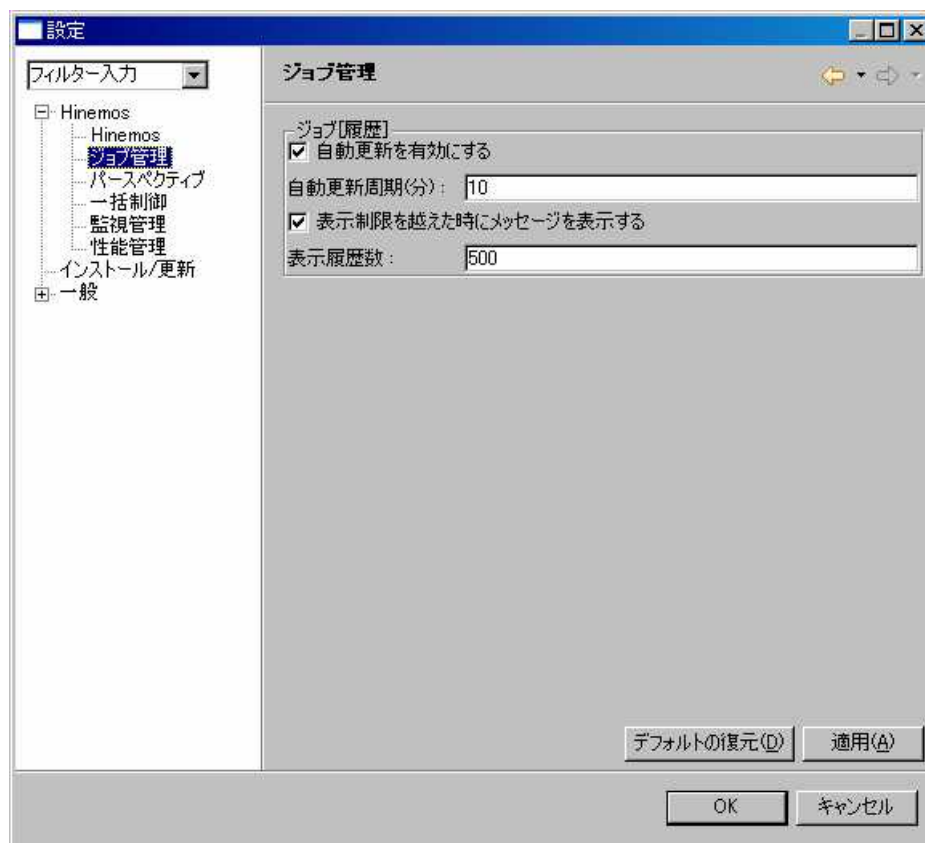 設定
フィルター入力
ジョブ管理
Hinemos
Hinemos
ジョブ管理
パースペクティブ
一括制御
監視管理
性能管理
インストール/更新
一般
ジョブ[履歴]
自動更新を有効にする
自動更新周期(分): 10
表示制限を越えた時にメッセージを表示する
表示履歴数: 500
デフォルトの復元(D) 適用(A)
OK キャンセル